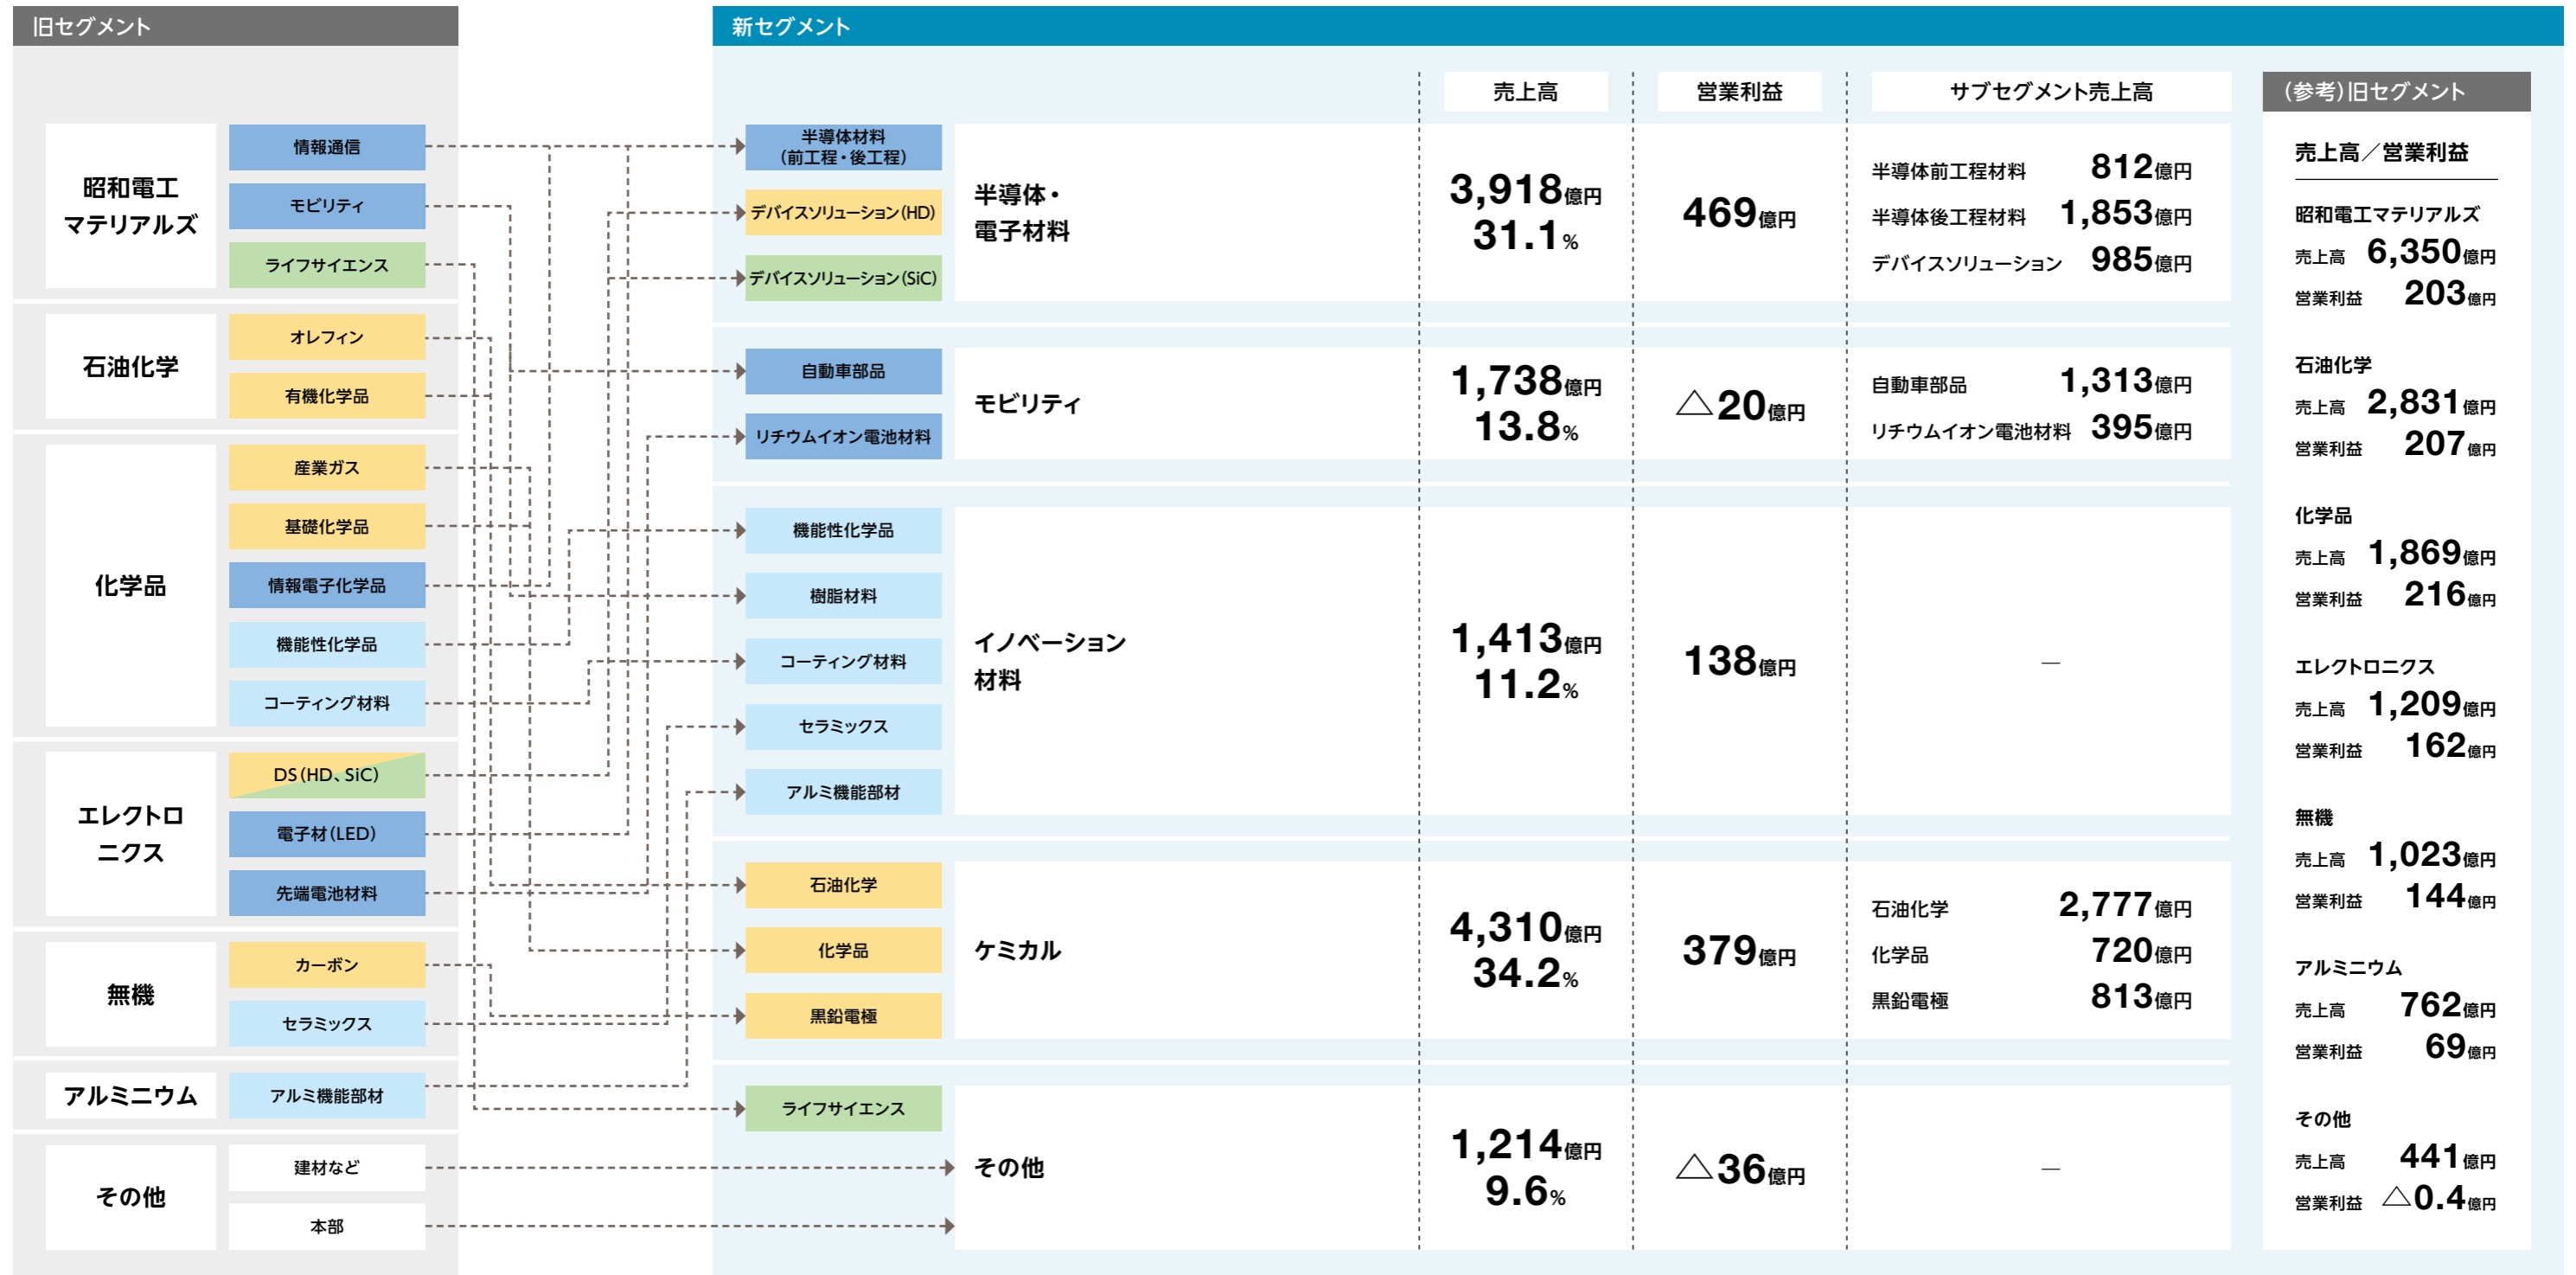 旧セグメント
昭和電工
マテリアルズ
情報通信
モビリティ
ライフサイエンス
石油化学
オレフィン
有機化学品
化学品
産業ガス
基礎化学品
情報電子化学品
機能性化学品
コーティング材料
エレクトロ
ニクス
DS(HD、SiC)
電子材(LED)
先端電池材料
無機
カーボン
セラミックス
アルミニウム
アルミ機能部材
その他
建材など
本部
新セグメント
売上高
営業利益
サブセグメント売上高
半導体材料
(前工程・後工程)
デバイスソリューション(HD)
デバイスソリューション(SiC)
半導体・
電子材料
3,918億円
31.1%
469億円
半導体前工程材料 812億円
半導体後工程材料 1,853億円
デバイスソリューション 985億円
自動車部品
リチウムイオン電池材料
モビリティ
1,738億円
13.8%
△20億円
自動車部品 1,313億円
リチウムイオン電池材料 395億円
機能性化学品
樹脂材料
コーティング材料
セラミックス
アルミ機能部材
イノベーション
材料
1,413億円
11.2%
138億円
—
石油化学
化学品
黒鉛電極
ケミカル
4,310億円
34.2%
379億円
石油化学 2,777億円
化学品 720億円
黒鉛電極 813億円
ライフサイエンス
その他
1,214億円
9.6%
△36億円
—
(参考)旧セグメント
売上高／営業利益
昭和電工マテリアルズ
売上高 6,350億円
営業利益 203億円
石油化学
売上高 2,831億円
営業利益 207億円
化学品
売上高 1,869億円
営業利益 216億円
エレクトロニクス
売上高 1,209億円
営業利益 162億円
無機
売上高 1,023億円
営業利益 144億円
アルミニウム
売上高 762億円
営業利益 69億円
その他
売上高 441億円
営業利益 △0.4億円